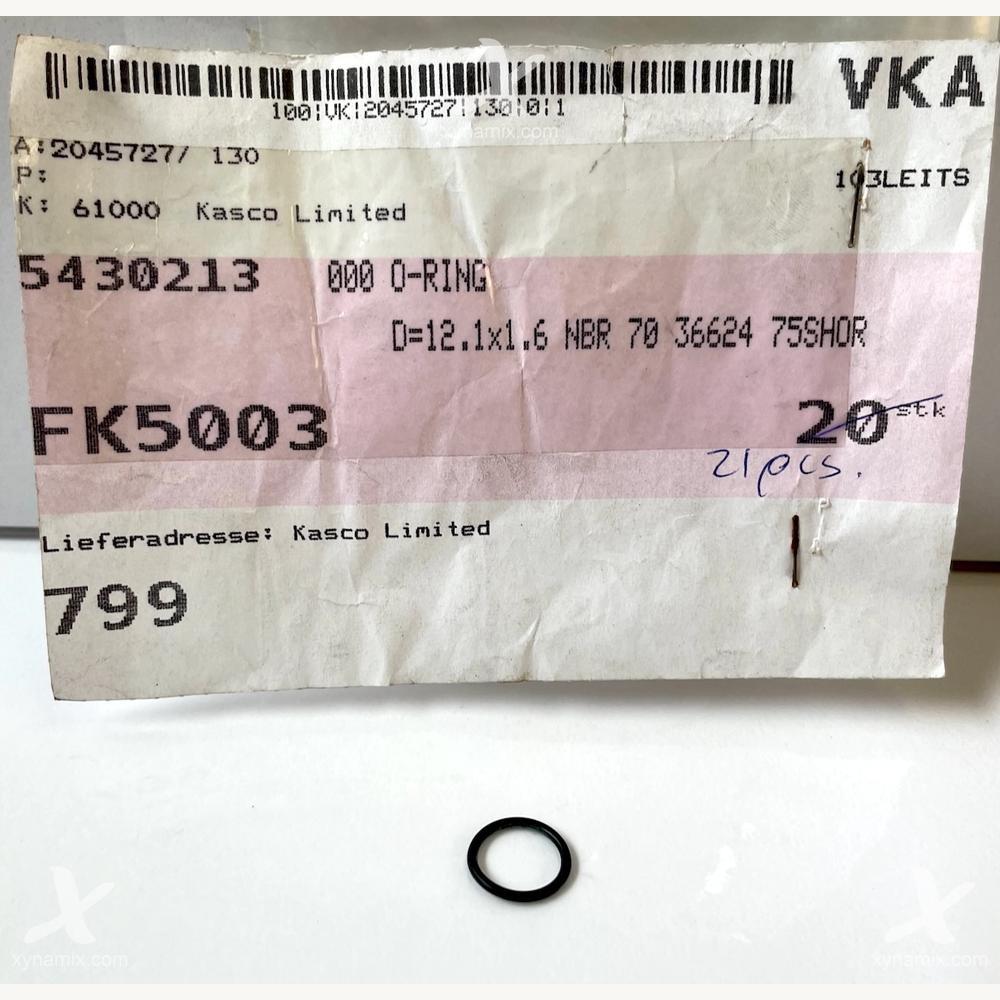 VKA
100|VK|2045727|130|0|1
xynamix.com
A:2045727/ 130
P:
103LEITS
K: 61000 Kasco Limited
5430213 000 O-RING
D=12.1x1.6 NBR 70 36624 75SHOR
FK5003 20 stk
21pcs.
Lieferadresse: Kasco Limited
799
xynamix.com xynamix.com